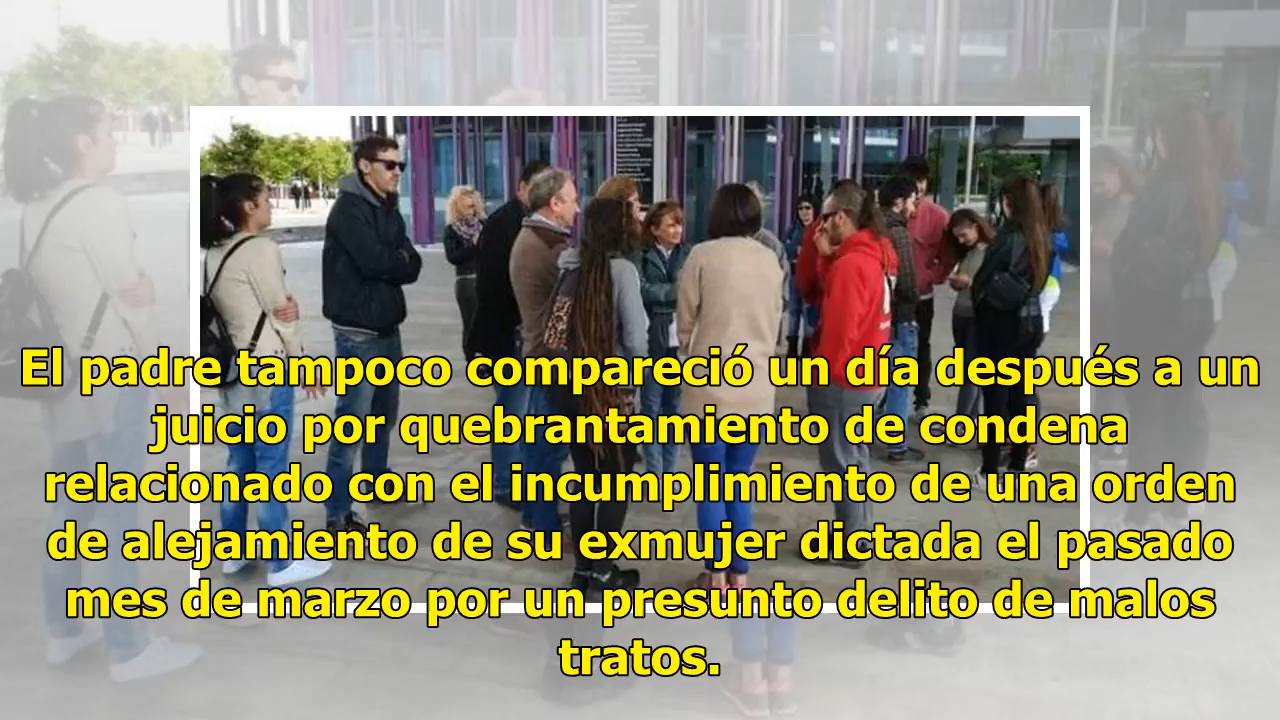 El padre tampoco compareció un día después a un
juicio por quebrantamiento de condena
relacionado con el incumplimiento de una orden
de alejamiento de su exmujer dictada el pasado
mes de marzo por un presunto delito de malos
tratos.